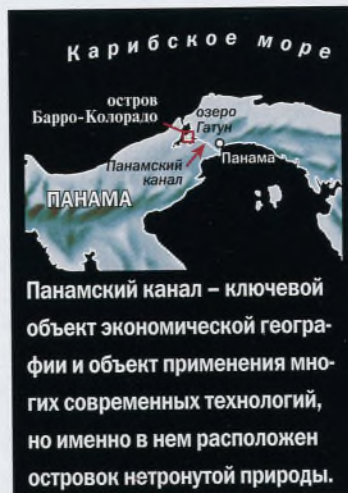 Карибское море
остров
Барро-Колорадо
озеро
Гатун
Панамский
канал
Панама
ПАНАМА
Панамский канал – ключевой
объект экономической геогра-
фии и объект применения мно-
гих современных технологий,
но именно в нем расположен
островок нетронутой природы.